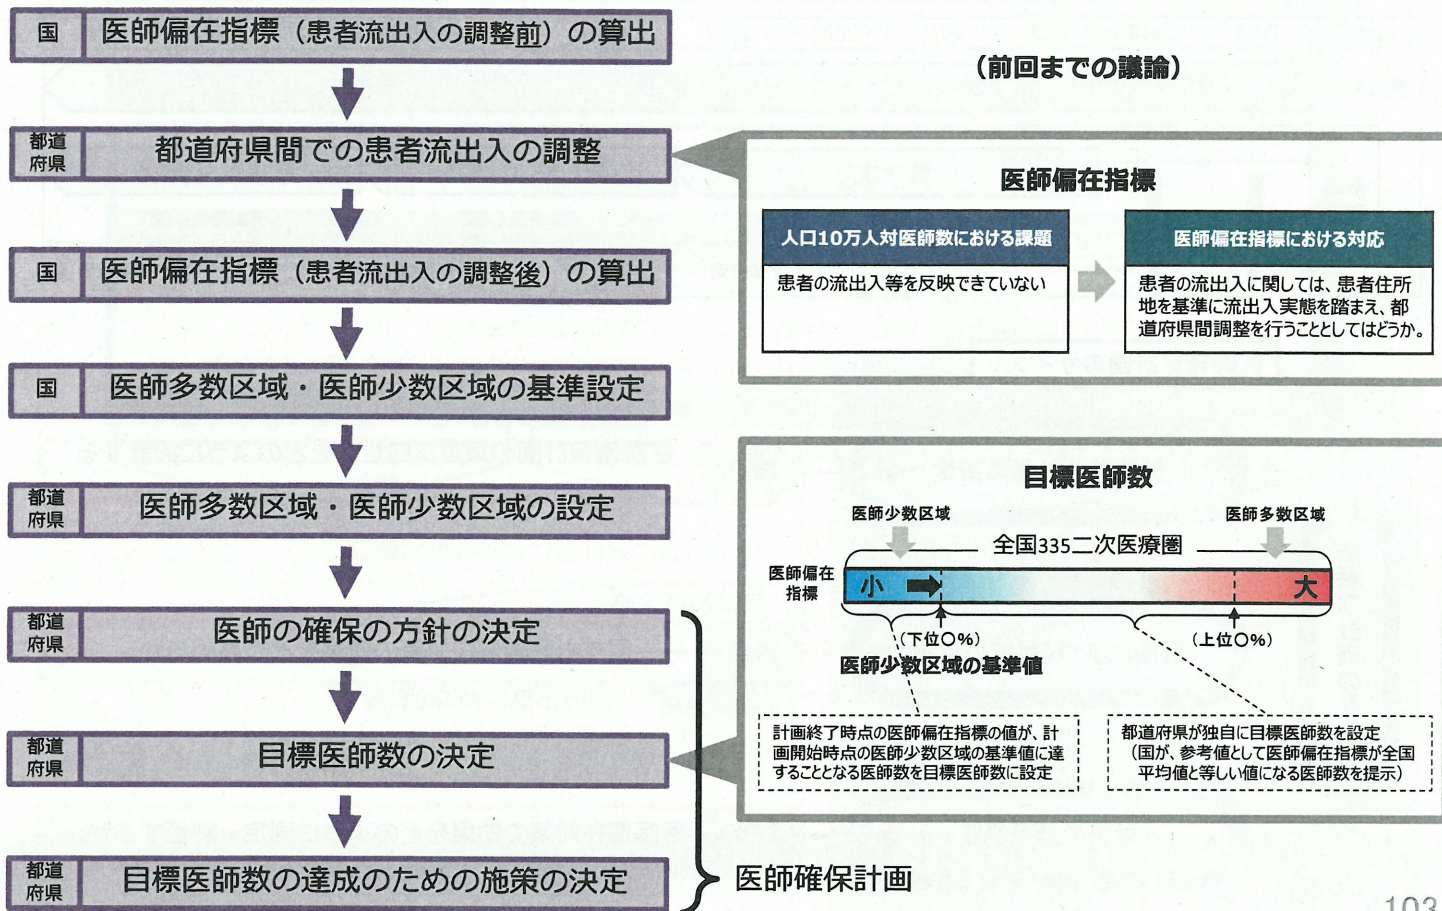 国 医師偏在指標（患者流出入の調整前）の算出
都道
府県
都道府県間での患者流出入の調整
国 医師偏在指標（患者流出入の調整後）の算出
国 医師多数区域・医師少数区域の基準設定
都道
府県
医師多数区域・医師少数区域の設定
都道
府県
医師の確保の方針の決定
都道
府県
目標医師数の決定
都道
府県
目標医師数の達成のための施策の決定
医師確保計画
（前回までの議論）
医師偏在指標
人口10万人対医師数における課題
患者の流出入等を反映できていない
医師偏在指標における対応
患者の流出入に関しては、患者住所
地を基準に流出入実態を踏まえ、都
道府県間調整を行うこととしてはどうか。
目標医師数
医師少数区域 医師多数区域
全国335二次医療圏
医師偏在
指標
小 大
（下位〇%） （上位〇%）
医師少数区域の基準値
計画終了時点の医師偏在指標の値が、計
画開始時点の医師少数区域の基準値に達
することとなる医師数を目標医師数に設定
都道府県が独自に目標医師数を設定
（国が、参考値として医師偏在指標が全国
平均値と等しい値になる医師数を提示）
103